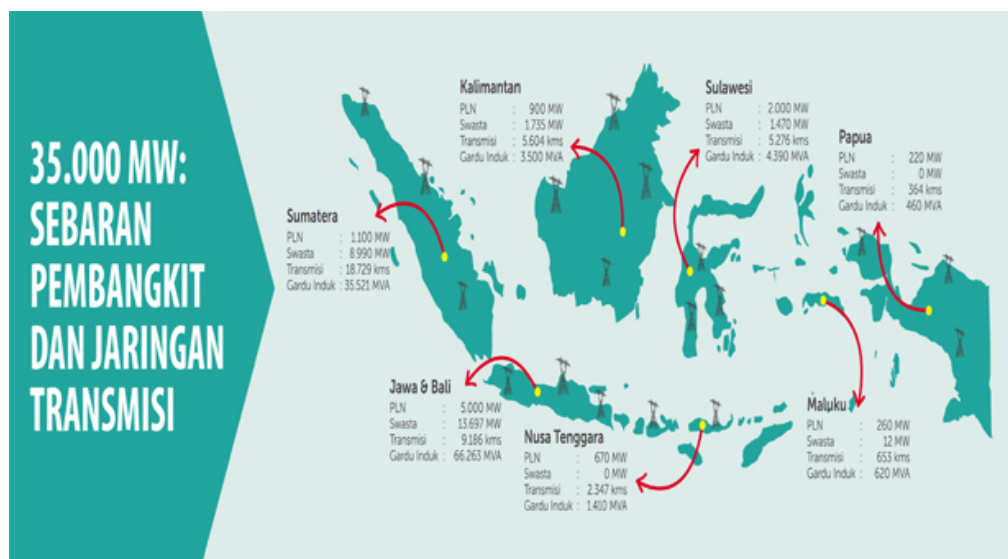 35.000 MW:
SEBARAN
PEMBANGKIT
DAN JARINGAN
TRANSMISI
Sumatera
PLN : 1.100 MW
Swasta : 8.990 MW
Transmisi : 18.729 kms
Gardu Induk : 35.521 MVA
Kalimantan
PLN : 900 MW
Swasta : 1.735 MW
Transmisi : 5.604 kms
Gardu Induk : 3.500 MVA
Sulawesi
PLN : 2.000 MW
Swasta : 1.470 MW
Transmisi : 5.276 kms
Gardu Induk : 4.390 MVA
Papua
PLN : 220 MW
Swasta : 0 MW
Transmisi : 364 kms
Gardu Induk : 460 MVA
Jawa & Bali
PLN : 5.000 MW
Swasta : 13.697 MW
Transmisi : 9.186 kms
Gardu Induk : 66.263 MVA
Nusa Tenggara
PLN : 670 MW
Swasta : 0 MW
Transmisi : 2.347 kms
Gardu Induk : 1.410 MVA
Maluku
PLN : 260 MW
Swasta : 12 MW
Transmisi : 653 kms
Gardu Induk : 620 MVA